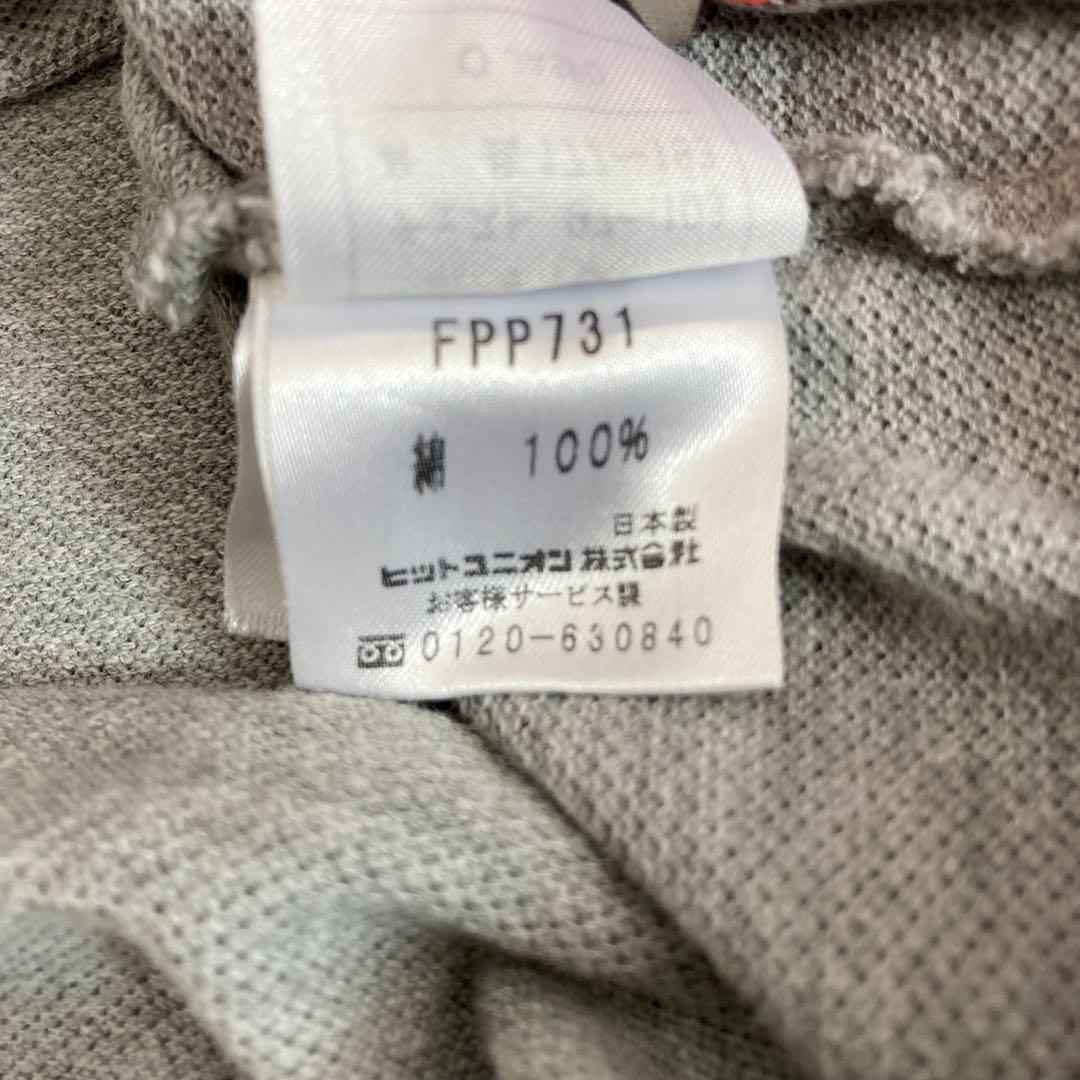 FPP731
綿 100%
日本製
ヒットユニオン株式会社
お客様サービス課
0120-630840